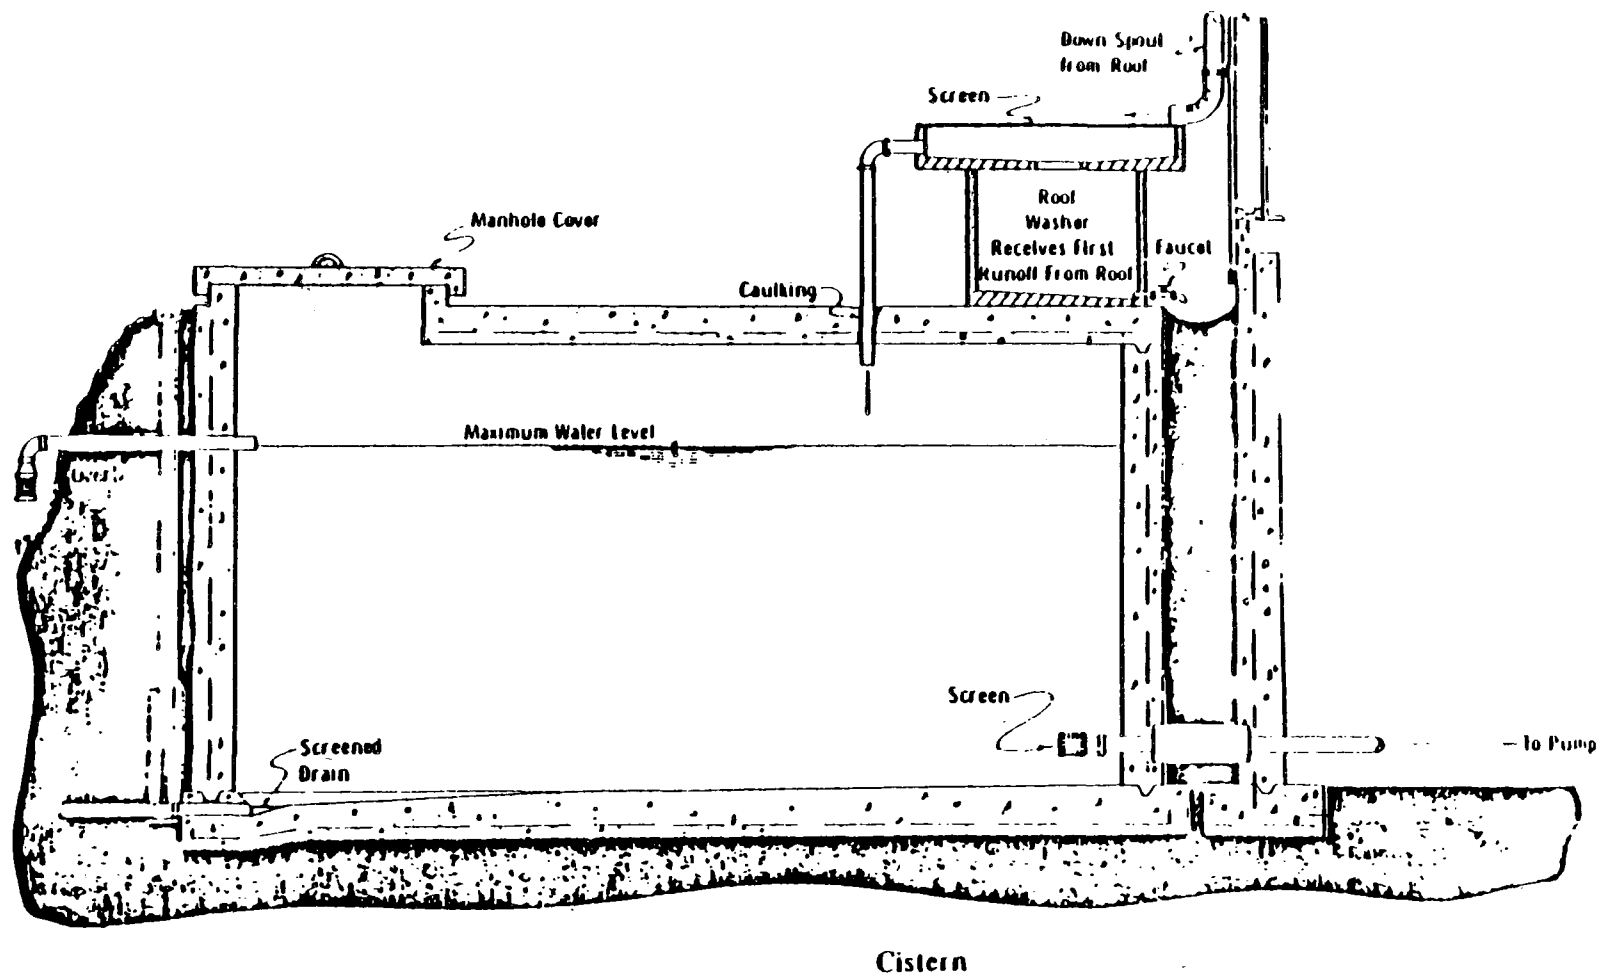 Down Spout
from Roof
Screen
Roof
Washer
Receives First
Runoff From Roof
Faucet
Manhole Cover
Caulking
Maximum Water Level
Screen
To Pump
Screened
Drain
Cistern